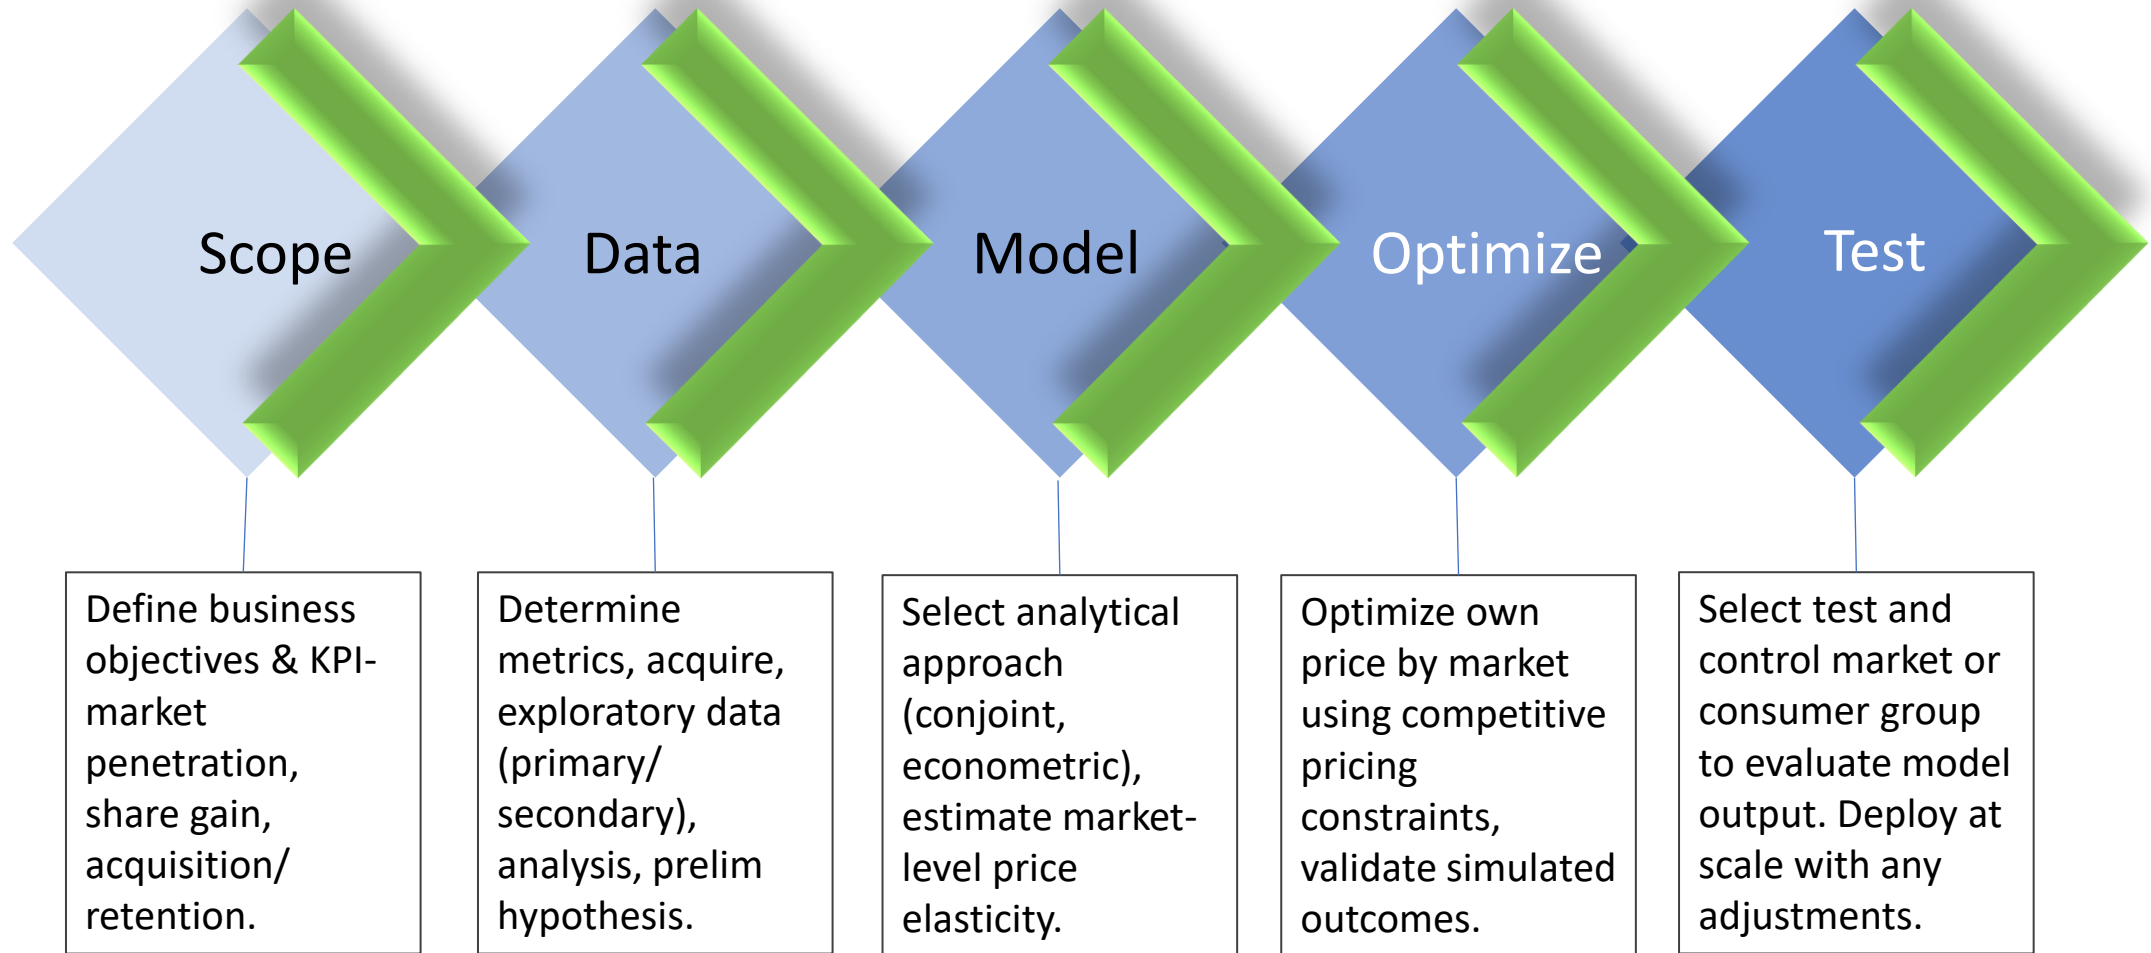 Scope
Data
Model
Optimize
Test
Define business
objectives & KPI-
market
penetration,
share gain,
acquisition/
retention.
Determine
metrics, acquire,
exploratory data
(primary/
secondary),
analysis, prelim
hypothesis.
Select analytical
approach
(conjoint,
econometric),
estimate market-
level price
elasticity.
Optimize own
price by market
using competitive
pricing
constraints,
validate simulated
outcomes.
Select test and
control market or
consumer group
to evaluate model
output. Deploy at
scale with any
adjustments.